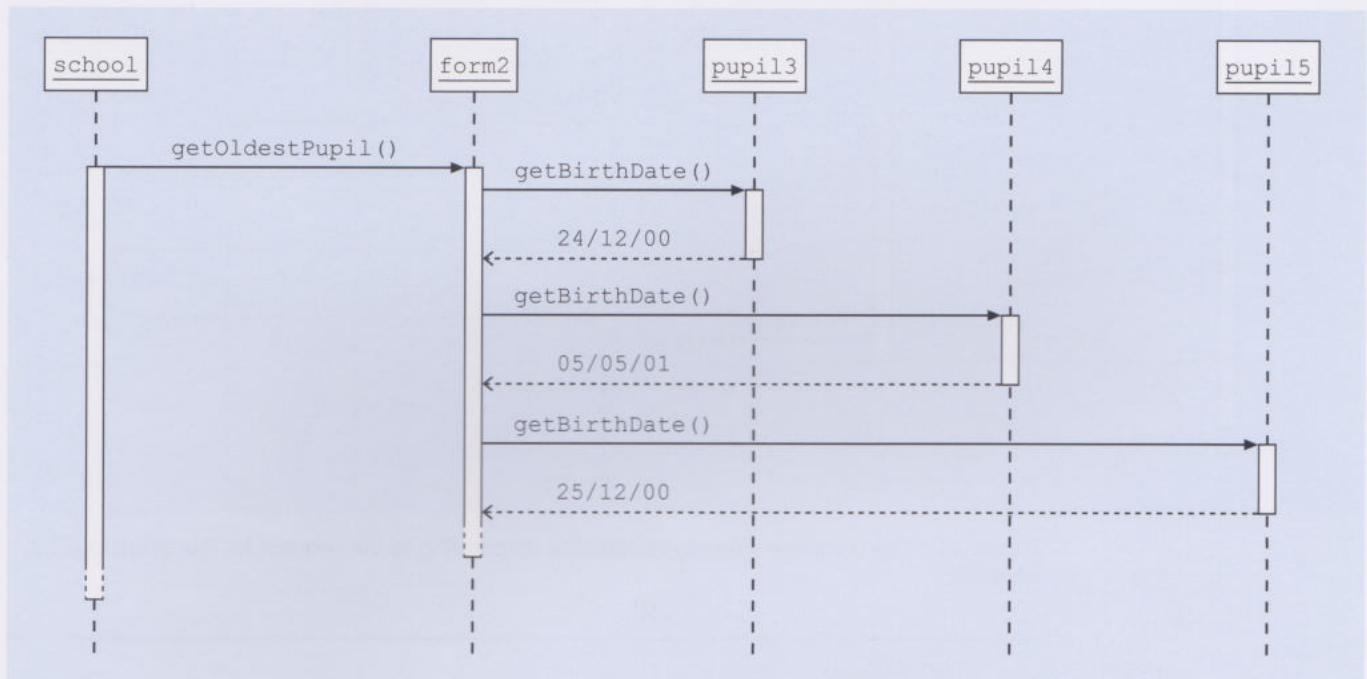 school
form2
pupil3
pupil4
pupil5
getOldestPupil()
getBirthDate()
24/12/00
getBirthDate()
05/05/01
getBirthDate()
25/12/00